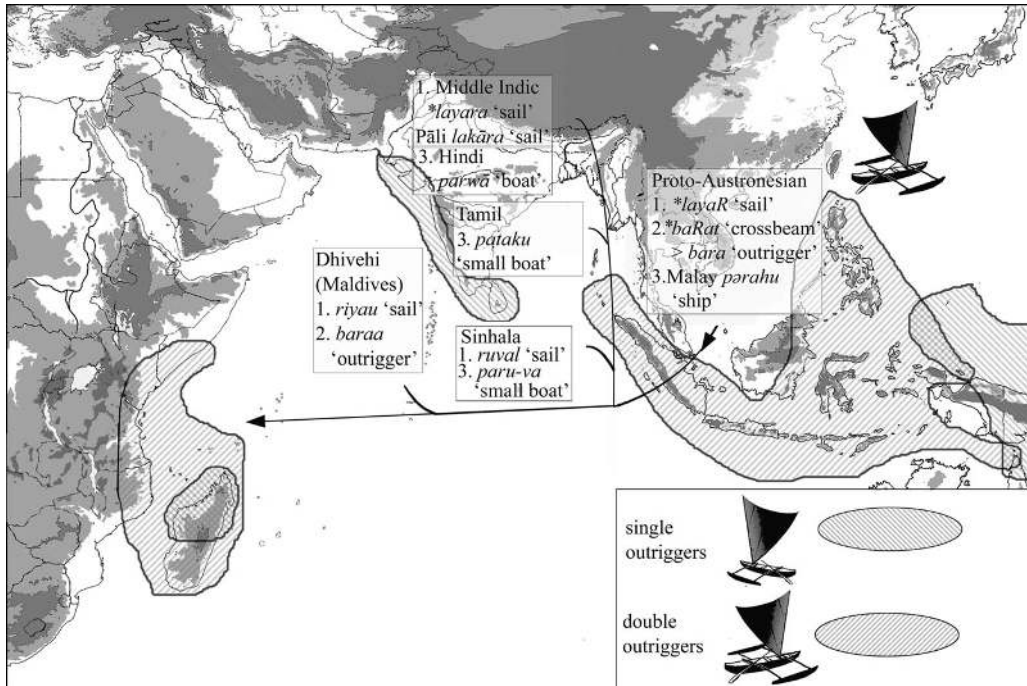 1. Middle Indic
*layara ‘sail’
Pāli lakāra ‘sail’
3. Hindi
parwā ‘boat’
Tamil
3. pataku
‘small boat’
Dhivehi
(Maldives)
1. riyau ‘sail’
2. baraa
‘outrigger’
Sinhala
1. ruval ‘sail’
3. paru-va
‘small boat’
Proto-Austronesian
1. *layaR ‘sail’
2.*baRat ‘crossbeam’
> bara ‘outrigger’
3.Malay pərahu
‘ship’
single
outriggers
double
outriggers